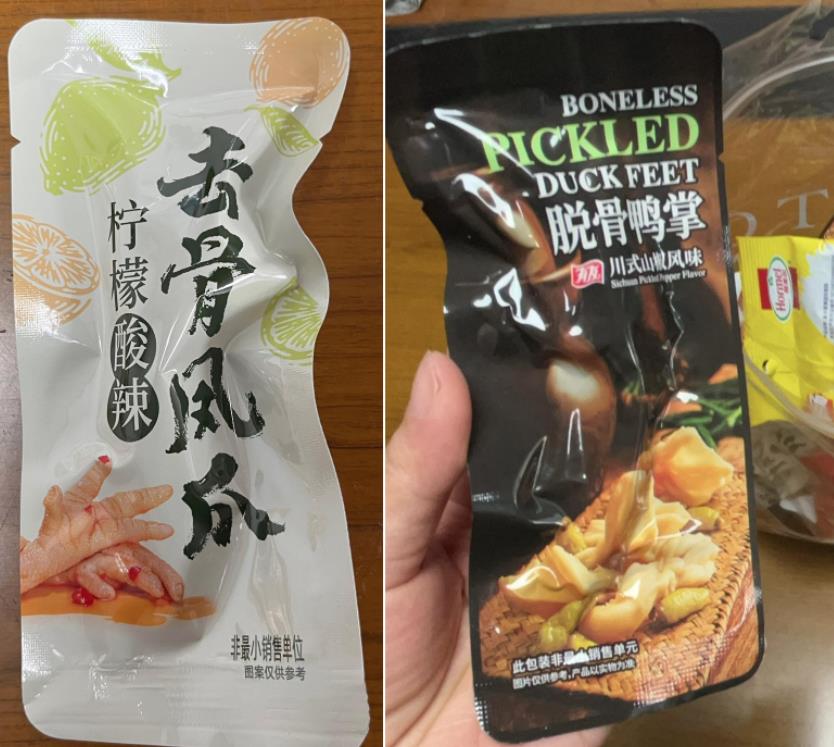 去骨凤爪
柠檬酸辣
非最小销售单位
图案仅供参考
BONELESS
PICKLED
DUCK FEET
脱骨鸭掌
有友 川式山椒风味
Sichuan Pickled Pepper Flavor
此包装非最小销售单元
图片仅供参考,产品以实物为准
Hormel